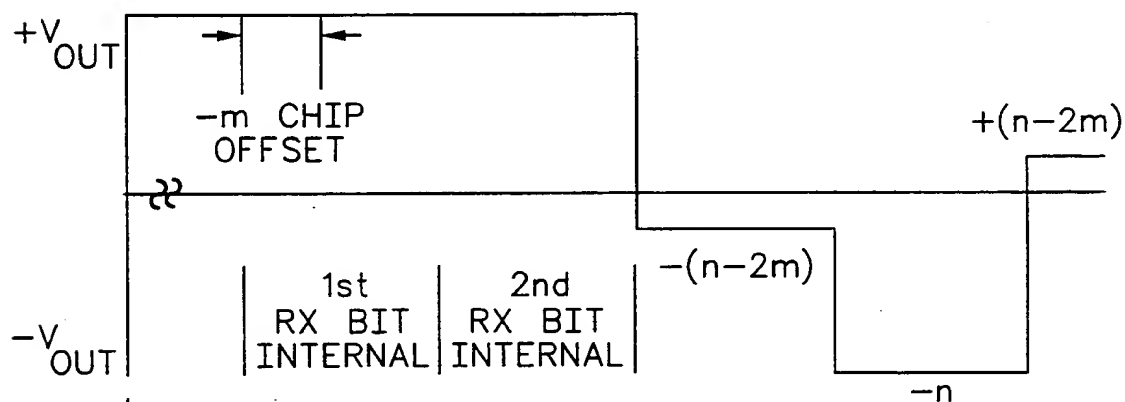 +V
OUT
-m CHIP
OFFSET
+(n-2m)
-(n-2m)
1st
RX BIT
INTERNAL
2nd
RX BIT
INTERNAL
-V
OUT
-n